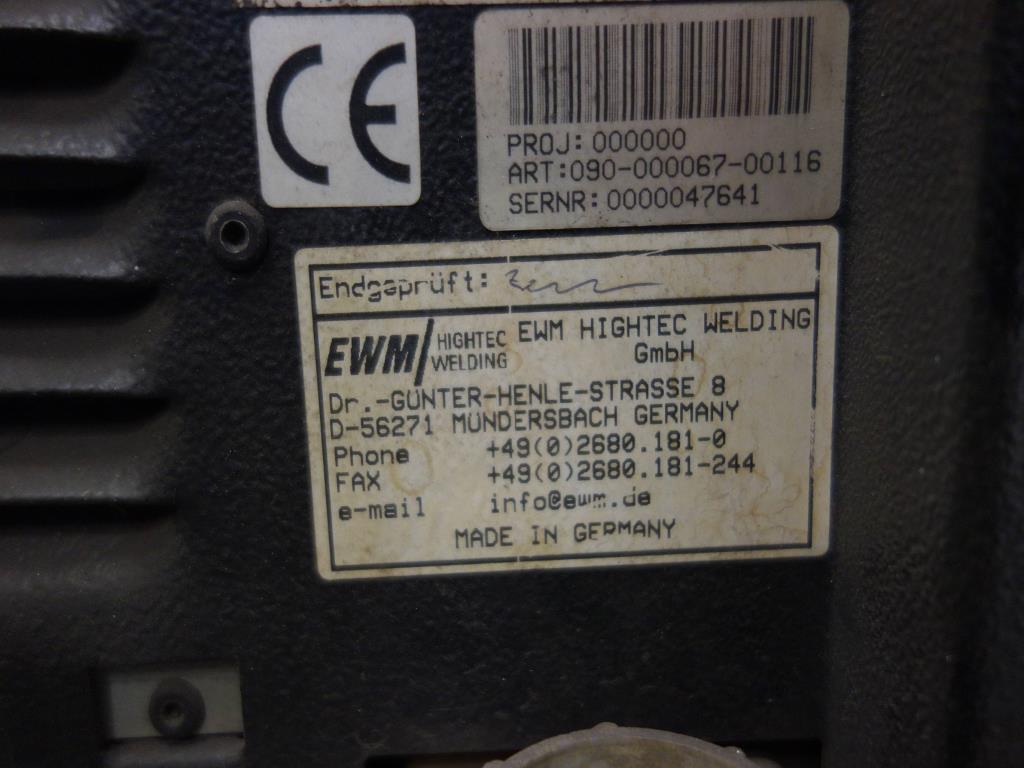 CE
PROJ: 000000
ART:090-000067-00116
SERNR: 0000047641
Endgeprüft:
EWM HIGHTEC WELDING
EWM HIGHTEC WELDING
GmbH
Dr.-GÜNTER-HENLE-STRASSE 8
D-56271 MÜNDERSBACH GERMANY
Phone +49(0)2680.181-0
FAX +49(0)2680.181-244
e-mail info@ewm.de
MADE IN GERMANY